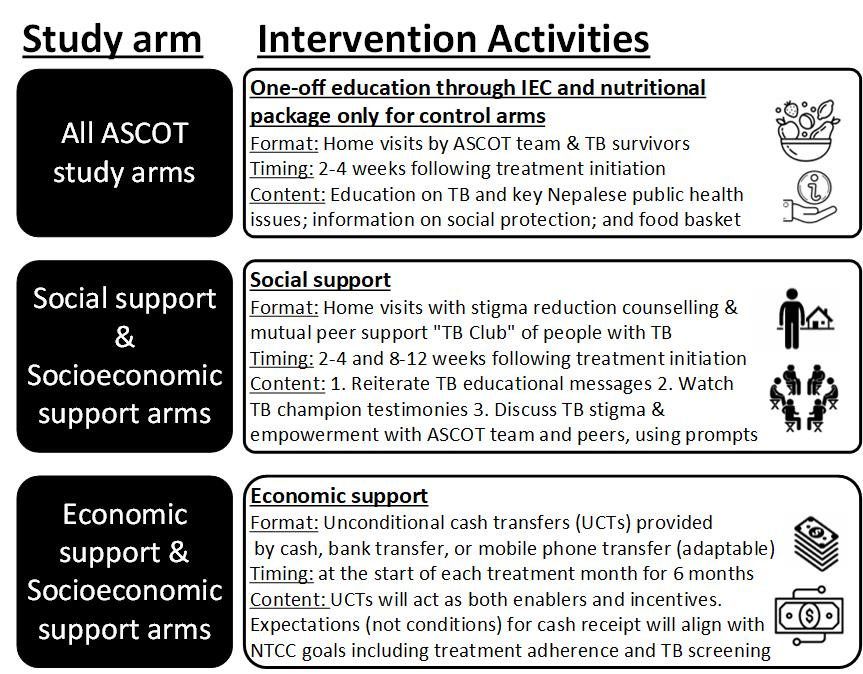 Study arm
Intervention Activities
All ASCOT
study arms
One-off education through IEC and nutritional
package only for control arms
Format: Home visits by ASCOT team & TB survivors
Timing: 2-4 weeks following treatment initiation
Content: Education on TB and key Nepalese public health
issues; information on social protection; and food basket
Social support
&
Socioeconomic
support arms
Social support
Format: Home visits with stigma reduction counselling &
mutual peer support "TB Club" of people with TB
Timing: 2-4 and 8-12 weeks following treatment initiation
Content: 1. Reiterate TB educational messages 2. Watch
TB champion testimonies 3. Discuss TB stigma &
empowerment with ASCOT team and peers, using prompts
Economic
support &
Socioeconomic
support arms
Economic support
Format: Unconditional cash transfers (UCTs) provided
by cash, bank transfer, or mobile phone transfer (adaptable)
Timing: at the start of each treatment month for 6 months
Content: UCTs will act as both enablers and incentives.
Expectations (not conditions) for cash receipt will align with
NTCC goals including treatment adherence and TB screening